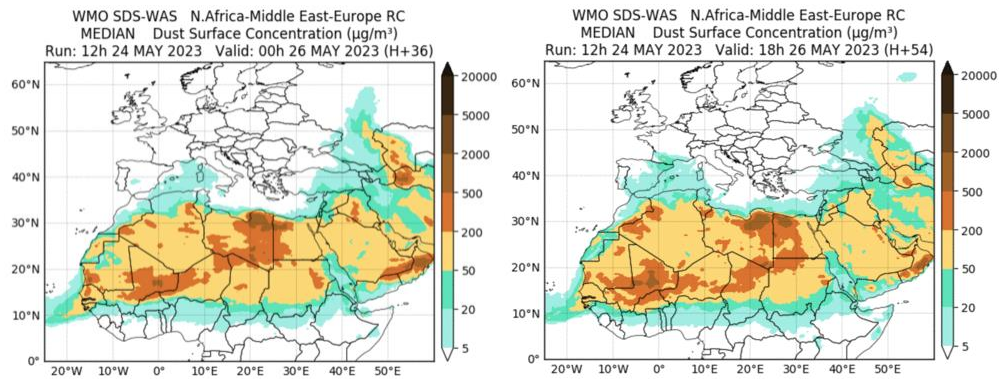 WMO SDS-WAS N.Africa-Middle East-Europe RC
MEDIAN Dust Surface Concentration (µg/m³)
Run: 12h 24 MAY 2023 Valid: 00h 26 MAY 2023 (H+36)
60°N
50°N
40°N
30°N
20°N
10°N
0°
20°W
10°W
0°
10°E
20°E
30°E
40°E
50°E
20000
5000
2000
500
200
50
20
5
WMO SDS-WAS N.Africa-Middle East-Europe RC
MEDIAN Dust Surface Concentration (µg/m³)
Run: 12h 24 MAY 2023 Valid: 18h 26 MAY 2023 (H+54)
60°N
50°N
40°N
30°N
20°N
10°N
0°
20°W
10°W
0°
10°E
20°E
30°E
40°E
50°E
20000
5000
2000
500
200
50
20
5